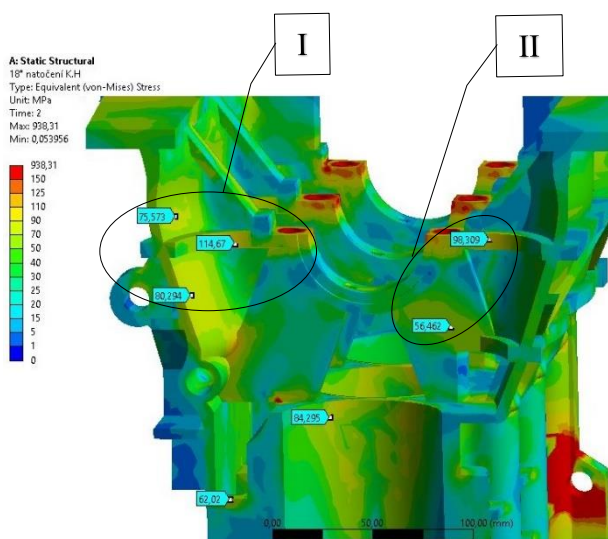 I
II
A: Static Structural
18° natočení K.H
Type: Equivalent (von-Mises) Stress
Unit: MPa
Time: 2
Max: 938,31
Min: 0,053956
938,31
150
125
110
90
70
50
40
30
25
20
15
5
1
0
75,573
114,67
98,309
80,294
56,462
84,295
62,02
0,00 50,00 100,00 (mm)